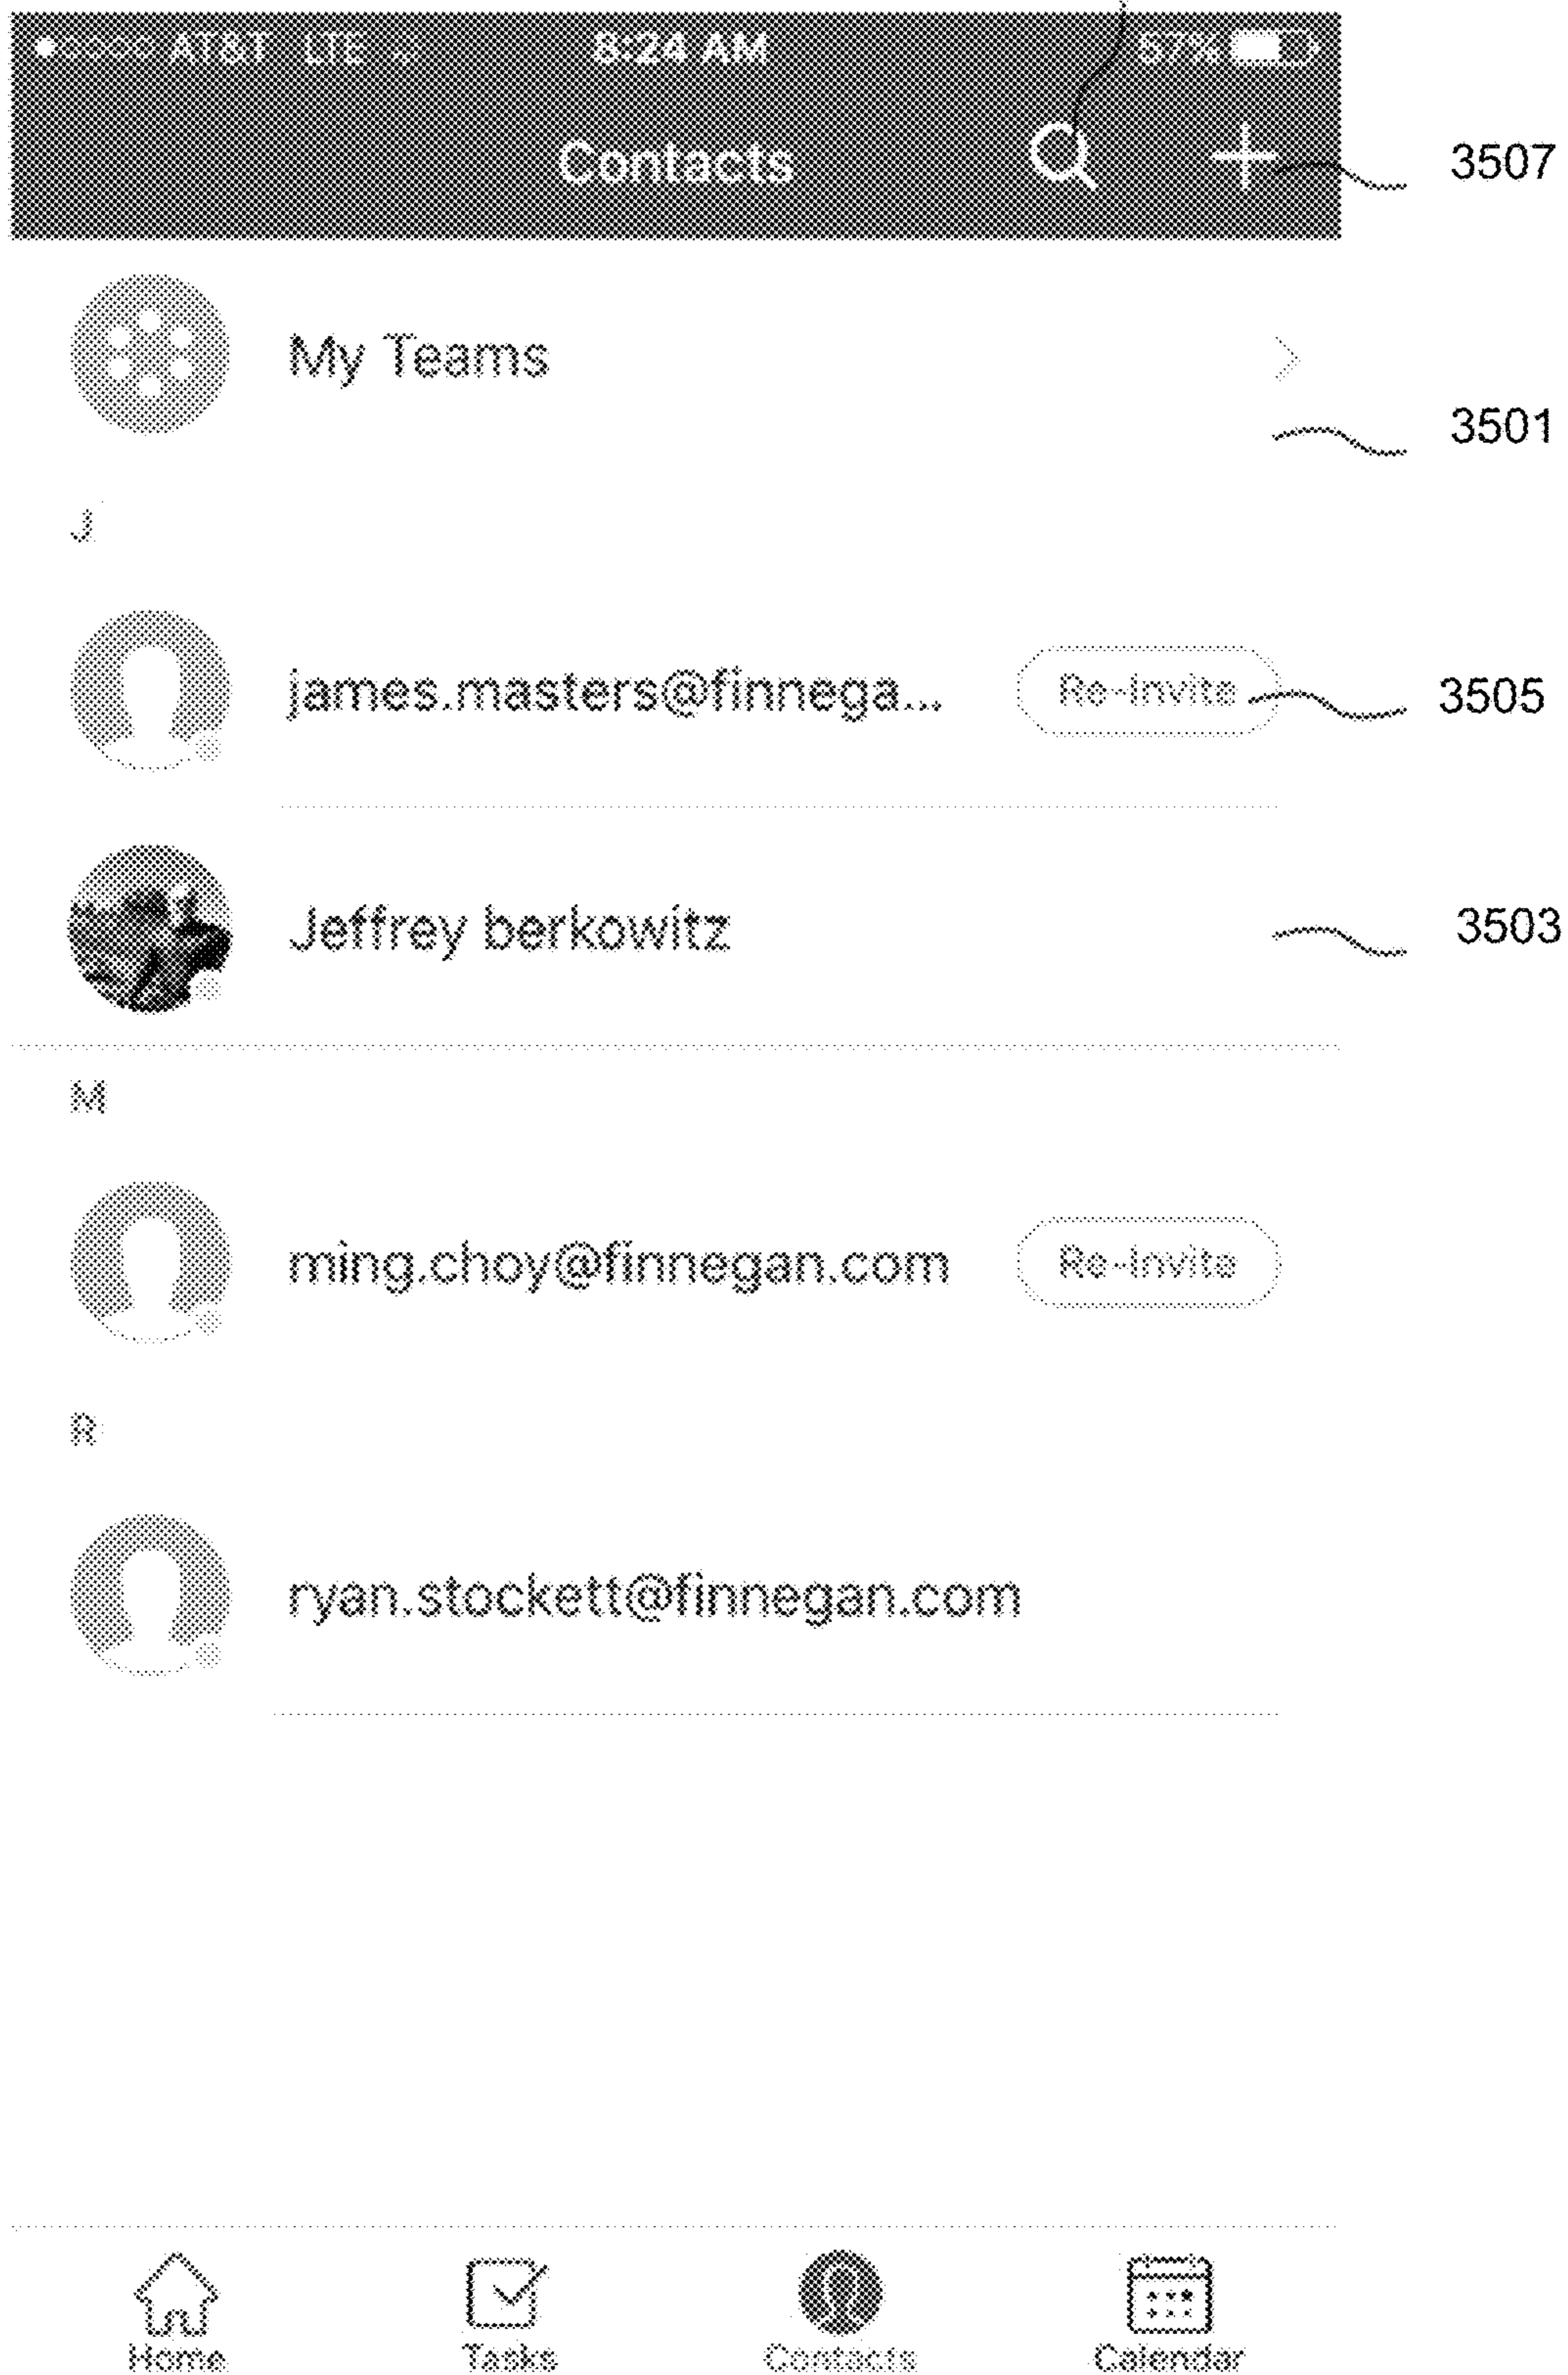 AT&T LTE 8:24 AM 57%
Contacts 3507
My Teams
3501
J
james.masters@finnega... Re-Invite 3505
Jeffrey berkowitz 3503
M
ming.choy@finnegan.com Re-Invite
R
ryan.stockett@finnegan.com
Home Tasks Contacts Calendar